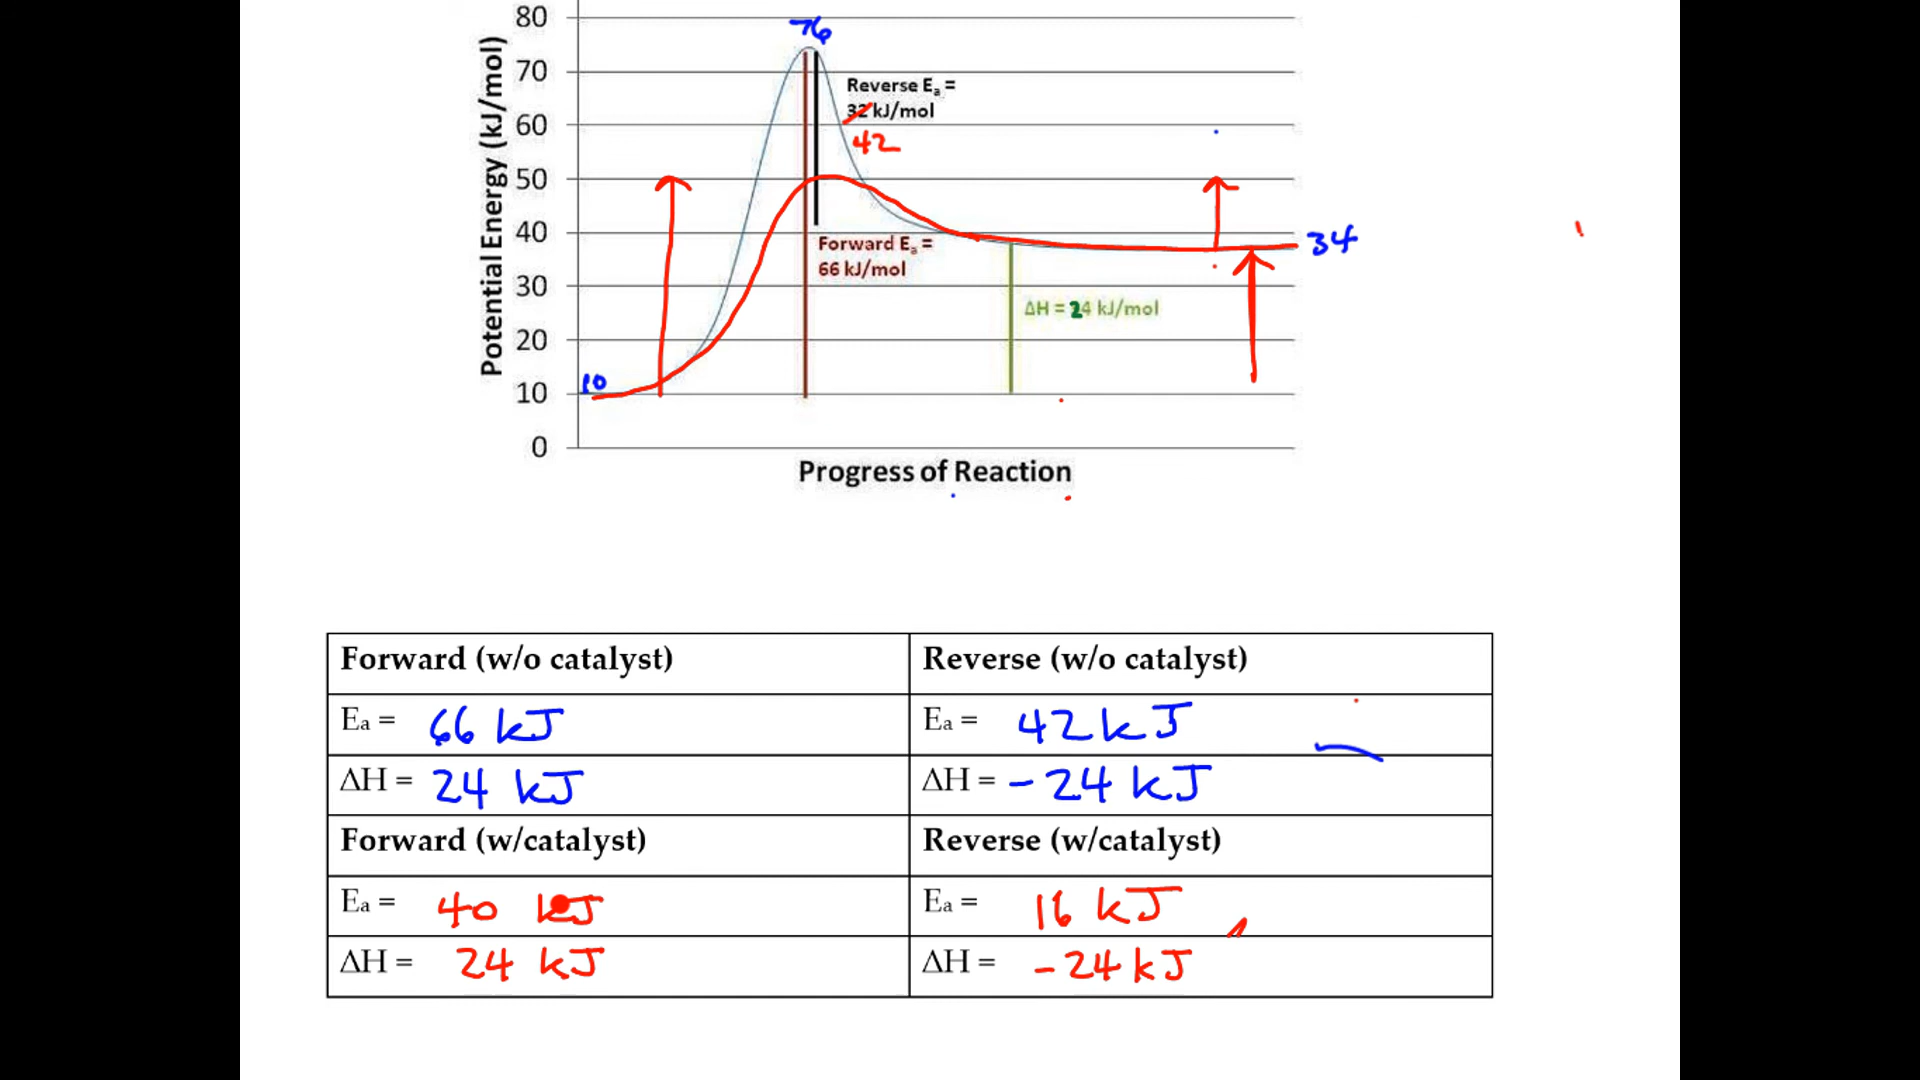 80
76
70
Reverse Ea =
32 kJ/mol
60
42
50
40
Forward Ea =
66 kJ/mol
34
30
ΔH = 24 kJ/mol
20
10
10
0
Potential Energy (kJ/mol)
Progress of Reaction
Forward (w/o catalyst)
Reverse (w/o catalyst)
Ea = 66 kJ
Ea = 42 kJ
ΔH = 24 kJ
ΔH = -24 kJ
Forward (w/catalyst)
Reverse (w/catalyst)
Ea = 40 kJ
Ea = 16 kJ
ΔH = 24 kJ
ΔH = -24 kJ